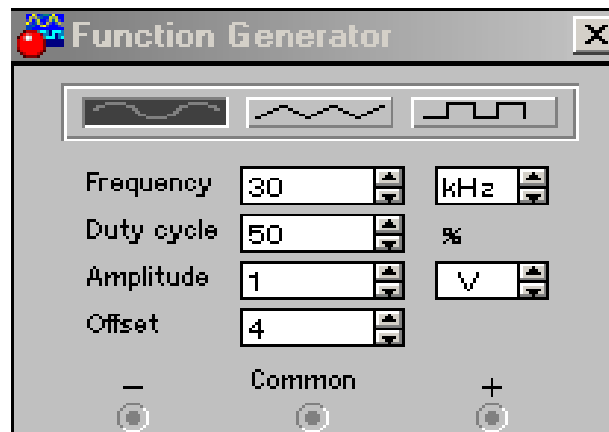 Function Generator
Frequency 30 kHz
Duty cycle 50 %
Amplitude 1 V
Offset 4
− Common +